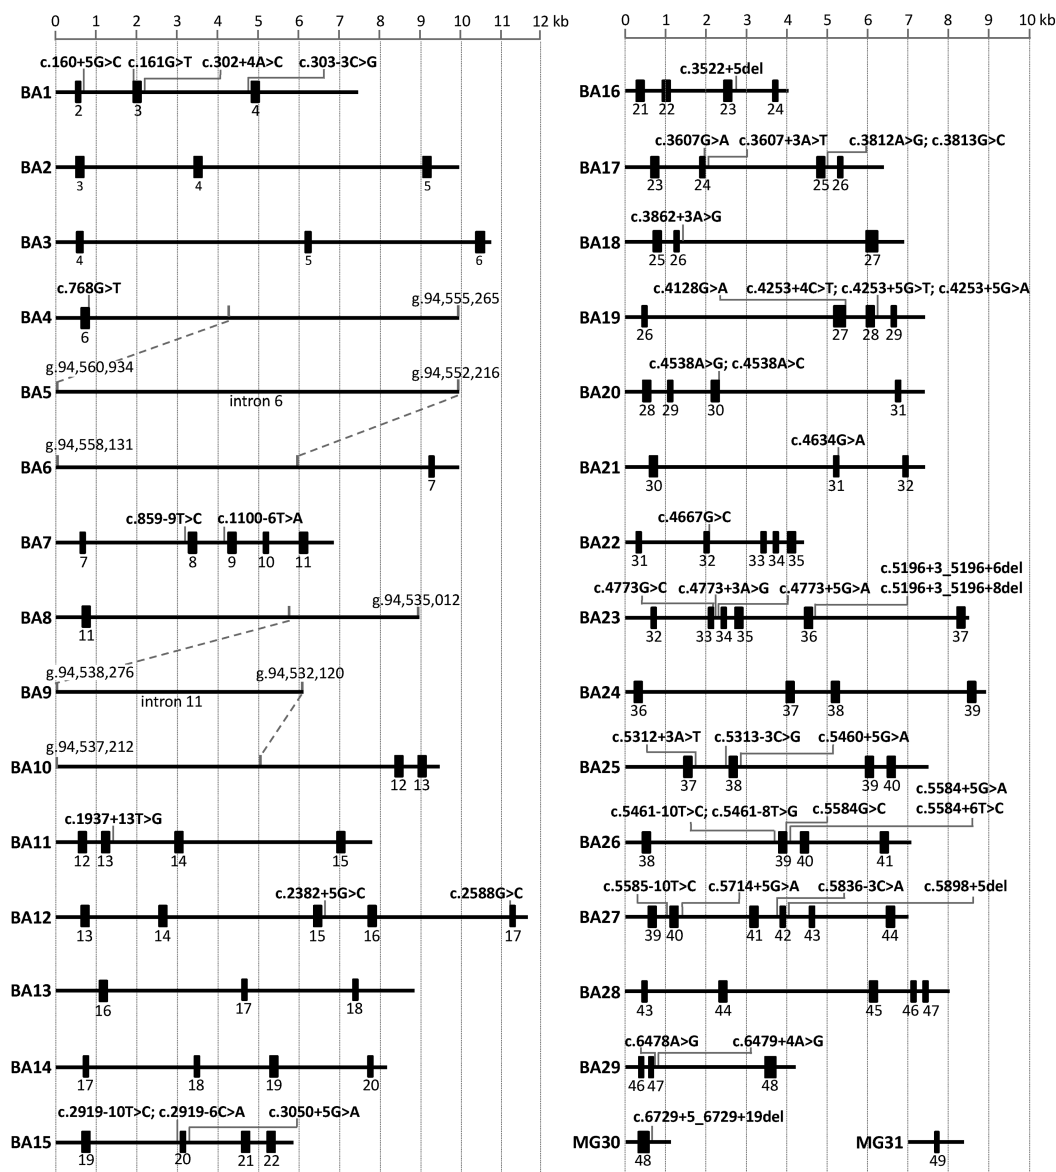 0 1 2 3 4 5 6 7 8 9 10 11 12 kb
c.160+5G>C c.161G>T c.302+4A>C c.303-3C>G
BA1
2 3 4
BA2
3 4 5
BA3
4 5 6
c.768G>T
g.94,555,265
BA4
6
g.94,560,934 g.94,552,216
BA5
intron 6
g.94,558,131
BA6
7
c.859-9T>C c.1100-6T>A
BA7
7 8 9 10 11
g.94,535,012
BA8
11
g.94,538,276 g.94,532,120
BA9
intron 11
g.94,537,212
BA10
12 13
c.1937+13T>G
BA11
12 13 14 15
c.2382+5G>C c.2588G>C
BA12
13 14 15 16 17
BA13
16 17 18
BA14
17 18 19 20
c.2919-10T>C; c.2919-6C>A c.3050+5G>A
BA15
19 20 21 22
0 1 2 3 4 5 6 7 8 9 10 kb
c.3522+5del
BA16
21 22 23 24
c.3607G>A c.3607+3A>T c.3812A>G; c.3813G>C
BA17
23 24 25 26
c.3862+3A>G
BA18
25 26 27
c.4128G>A c.4253+4C>T; c.4253+5G>T; c.4253+5G>A
BA19
26 27 28 29
c.4538A>G; c.4538A>C
BA20
28 29 30 31
c.4634G>A
BA21
30 31 32
c.4667G>C
BA22
31 32 33 34 35
c.5196+3_5196+6del
c.4773G>C c.4773+3A>G c.4773+5G>A c.5196+3_5196+8del
BA23
32 33 34 35 36 37
BA24
36 37 38 39
c.5312+3A>T c.5313-3C>G c.5460+5G>A
BA25
37 38 39 40
c.5584+5G>A
c.5461-10T>C; c.5461-8T>G c.5584G>C c.5584+6T>C
BA26
38 39 40 41
c.5585-10T>C c.5714+5G>A c.5836-3C>A c.5898+5del
BA27
39 40 41 42 43 44
BA28
43 44 45 46 47
c.6478A>G c.6479+4A>G
BA29
46 47 48
c.6729+5_6729+19del
MG30 MG31
48 49